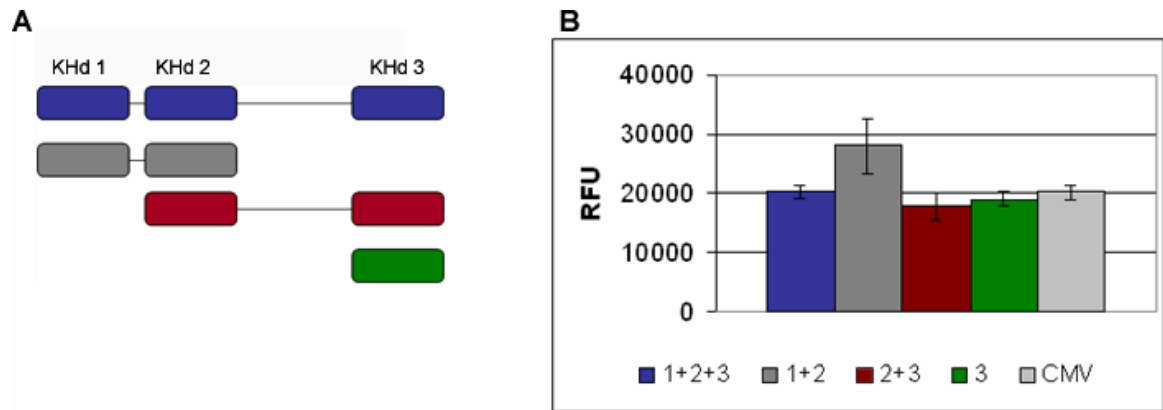 A
KHd 1 KHd 2 KHd 3
B
40000
30000
20000
10000
0
RFU
1+2+3 1+2 2+3 3 CMV